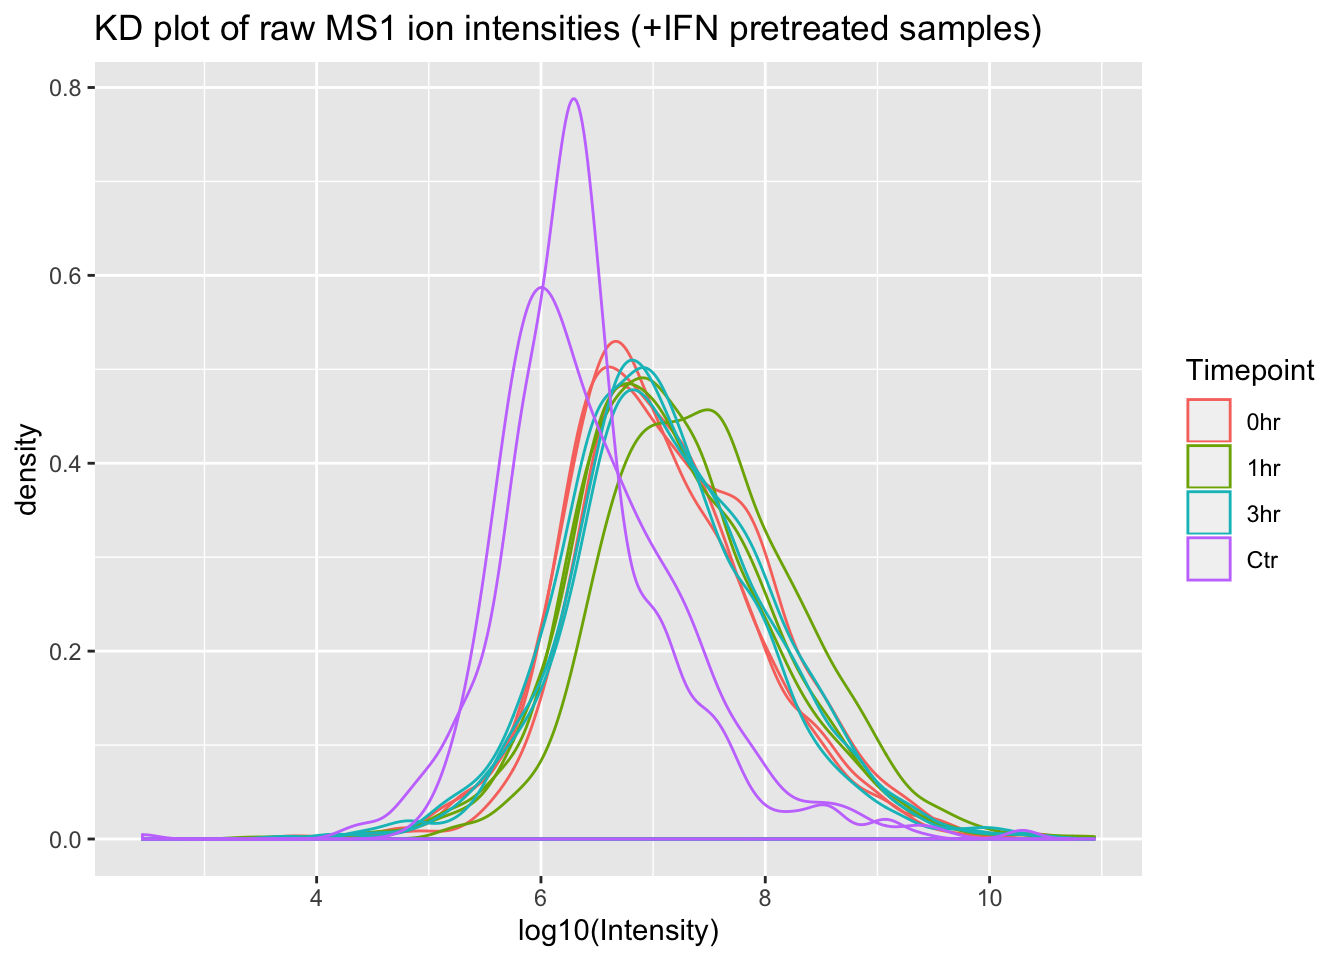 KD plot of raw MS1 ion intensities (+IFN pretreated samples)
0.8
0.6
0.4
0.2
0.0
density
4 6 8 10
log10(Intensity)
Timepoint
0hr
1hr
3hr
Ctr